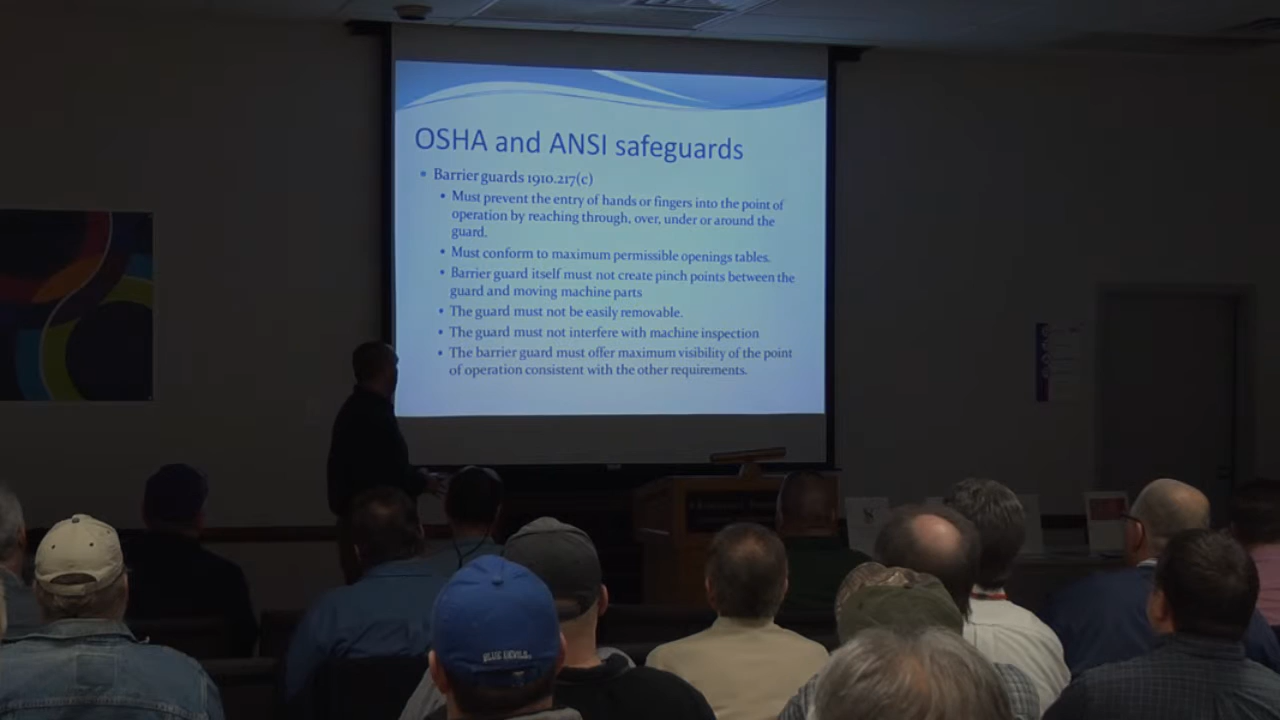 OSHA and ANSI safeguards
• Barrier guards 1910.217(c)
• Must prevent the entry of hands or fingers into the point of
operation by reaching through, over, under or around the
guard.
• Must conform to maximum permissible openings tables.
• Barrier guard itself must not create pinch points between the
guard and moving machine parts
• The guard must not be easily removable.
• The guard must not interfere with machine inspection
• The barrier guard must offer maximum visibility of the point
of operation consistent with the other requirements.
BLUE DEVILS